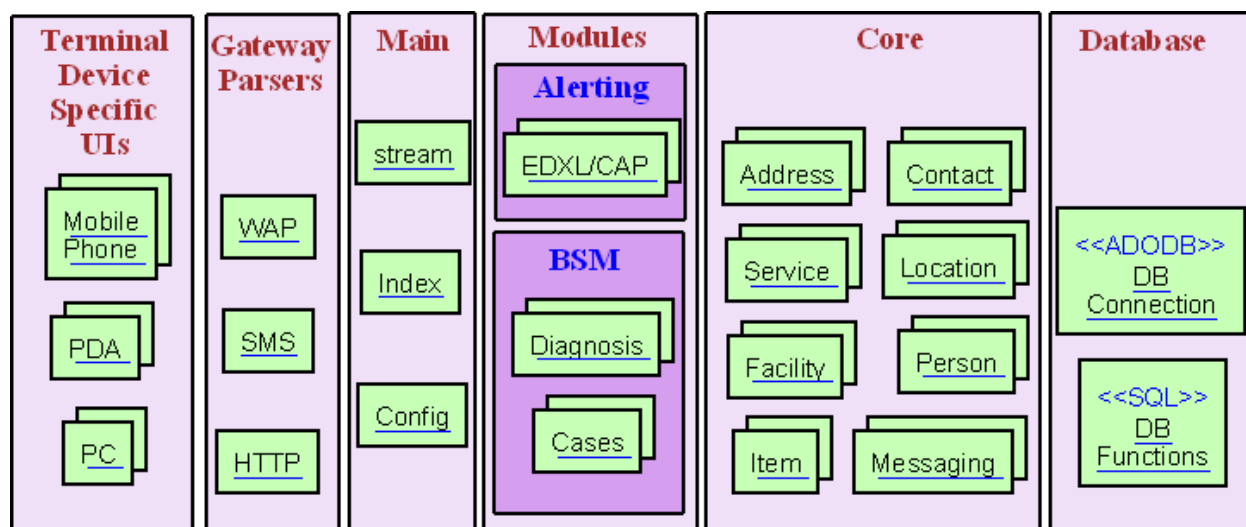 Terminal
Device
Specific
UIs
Mobile
Phone
PDA
PC
Gateway
Parsers
WAP
SMS
HTTP
Main
stream
Index
Config
Modules
Alerting
EDXL/CAP
BSM
Diagnosis
Cases
Core
Address
Contact
Service
Location
Facility
Person
Item
Messaging
Database
<<ADODB>>
DB
Connection
<<SQL>>
DB
Functions